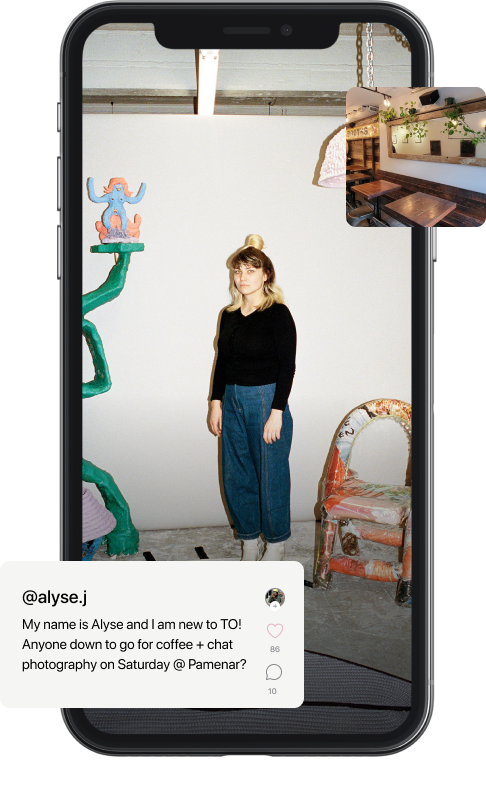 @alyse.j
My name is Alyse and I am new to TO!
Anyone down to go for coffee + chat
photography on Saturday @ Pamenar?
86
10